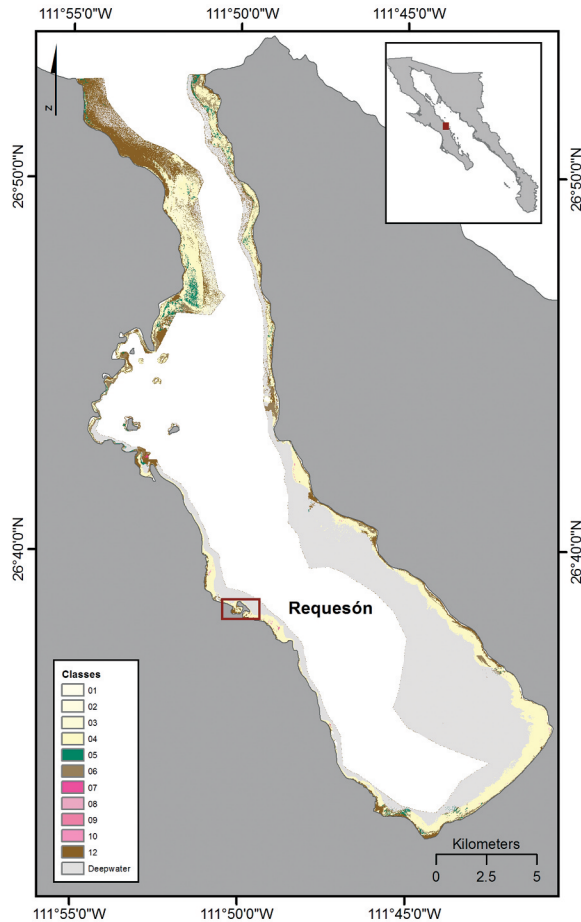 111°55'0"W 111°50'0"W 111°45'0"W
N
26°50'0"N 26°50'0"N
26°40'0"N 26°40'0"N
Requesón
Classes
01
02
03
04
05
06
07
08
09
10
12
Deepwater
Kilometers
0 2.5 5
111°55'0"W 111°50'0"W 111°45'0"W